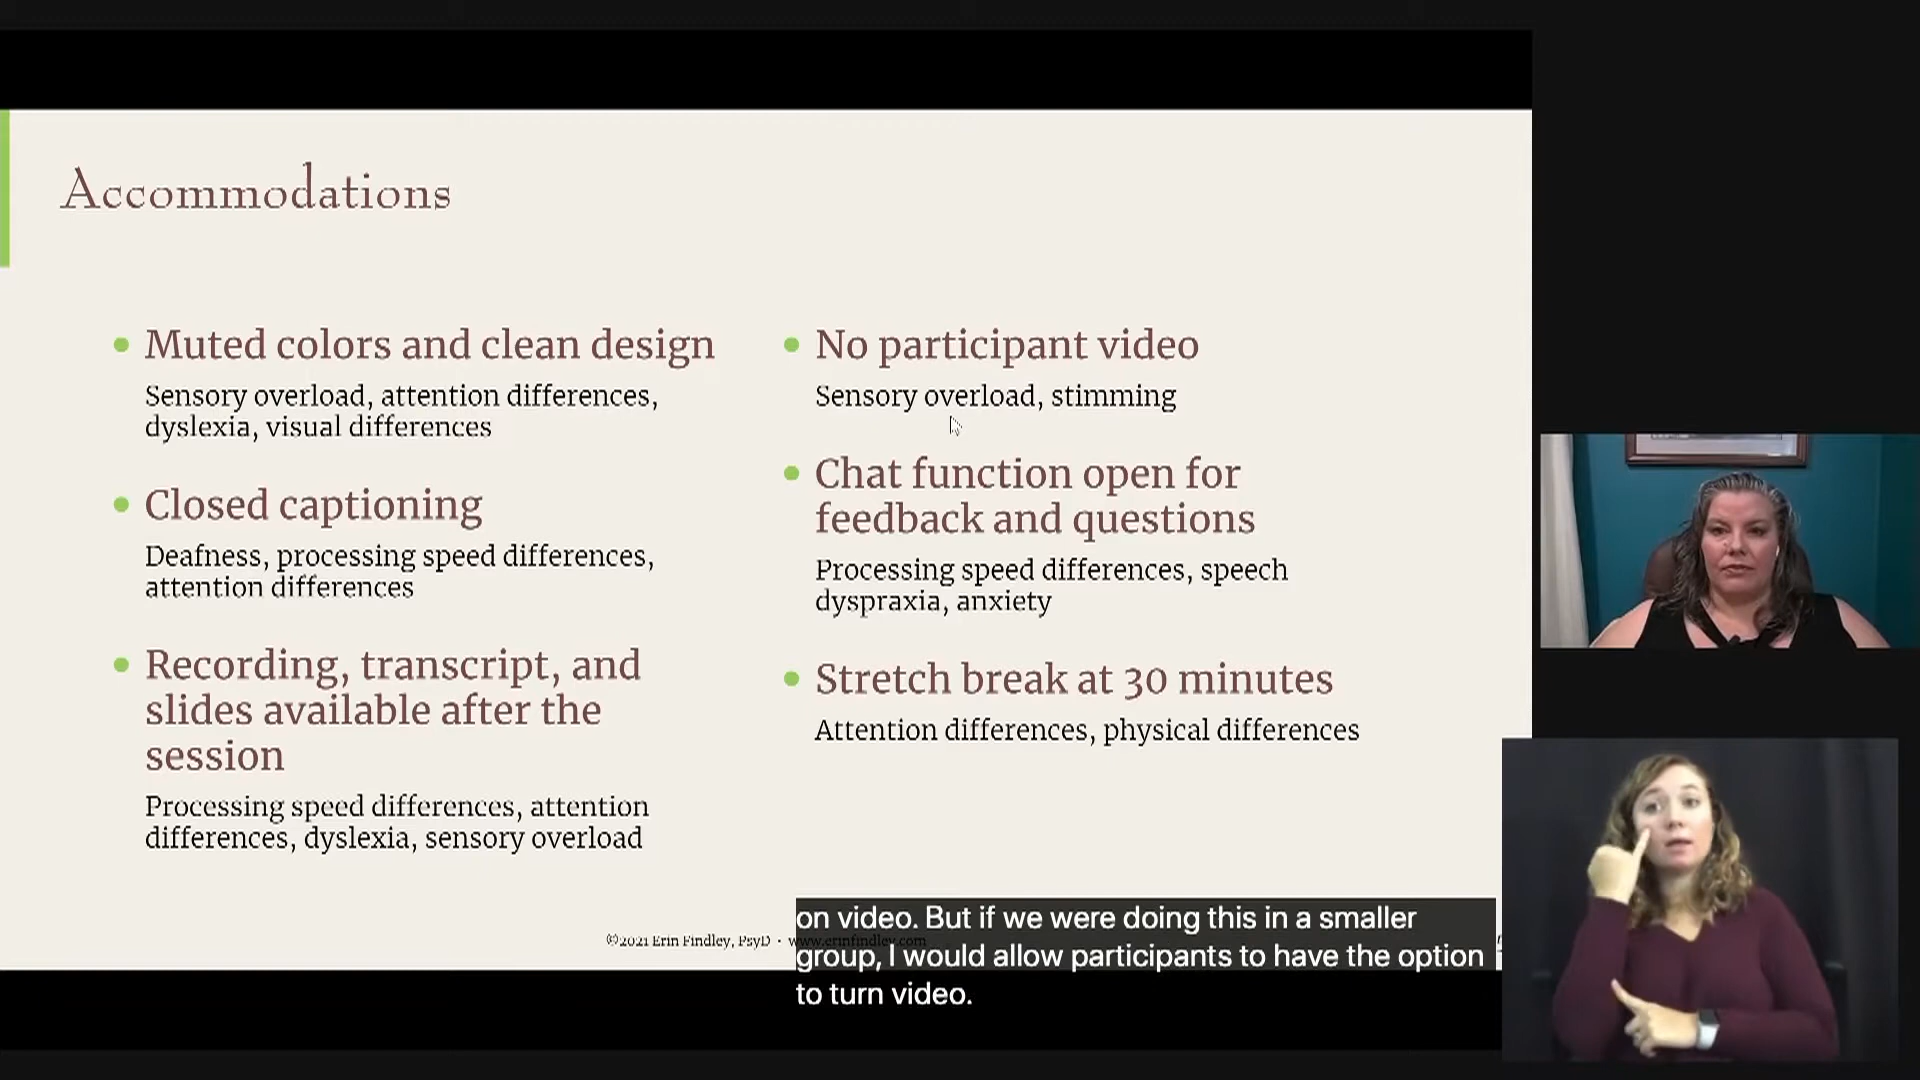 Accommodations
Muted colors and clean design
Sensory overload, attention differences,
dyslexia, visual differences
Closed captioning
Deafness, processing speed differences,
attention differences
Recording, transcript, and
slides available after the
session
Processing speed differences, attention
differences, dyslexia, sensory overload
No participant video
Sensory overload, stimming
Chat function open for
feedback and questions
Processing speed differences, speech
dyspraxia, anxiety
Stretch break at 30 minutes
Attention differences, physical differences
©2021 Erin Findley, PsyD · www.erinfindley.com
on video. But if we were doing this in a smaller
group, I would allow participants to have the option
to turn video.